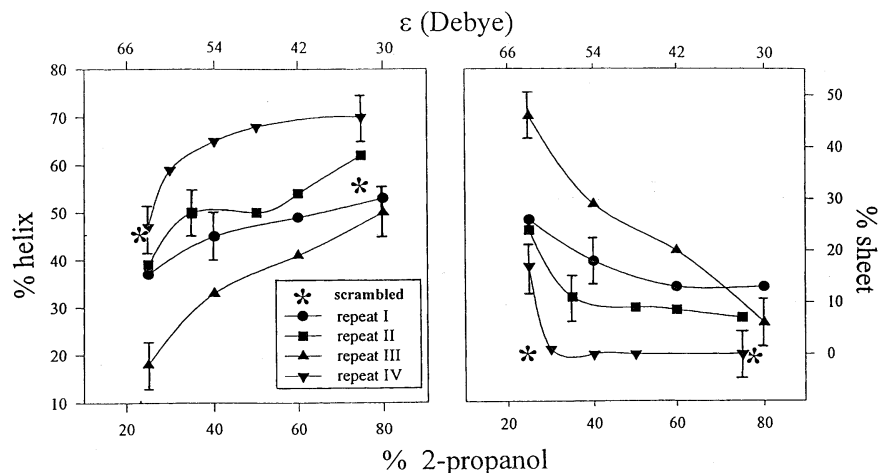 ε (Debye)
66 54 42 30
66 54 42 30
80
70
60
50
40
30
20
10
% helix
scrambled
repeat I
repeat II
repeat III
repeat IV
20 40 60 80
50
40
30
20
10
0
% sheet
20 40 60 80
% 2-propanol